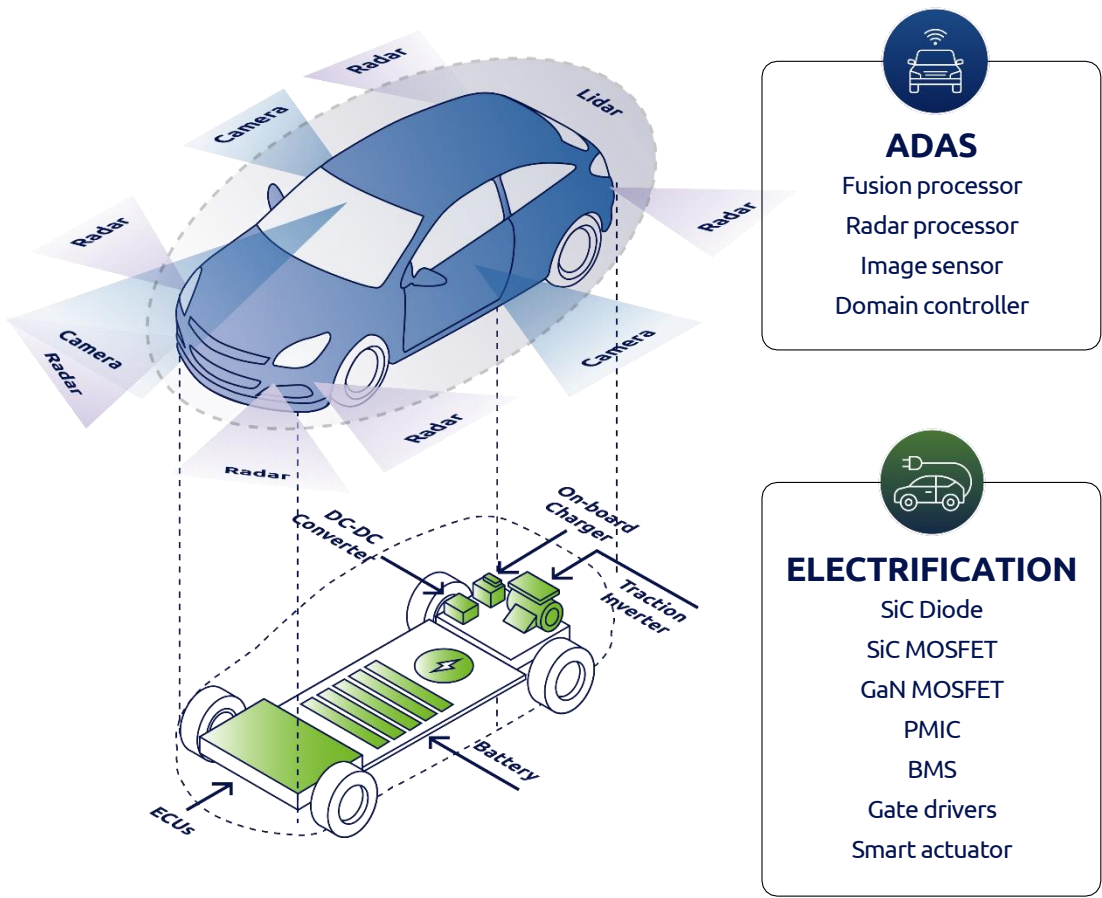 Radar
Lidar
Camera
Radar
Radar
Camera
Radar
Camera
Radar
Radar
ADAS
Fusion processor
Radar processor
Image sensor
Domain controller
DC-DC
Converter
On-board
Charger
Traction
Inverter
Battery
ECUs
ELECTRIFICATION
SiC Diode
SiC MOSFET
GaN MOSFET
PMIC
BMS
Gate drivers
Smart actuator